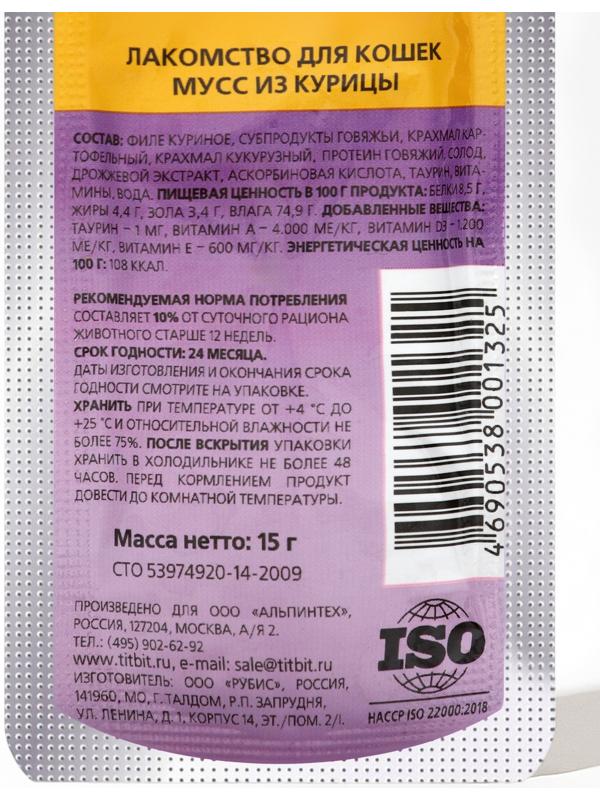 ЛАКОМСТВО ДЛЯ КОШЕК
МУСС ИЗ КУРИЦЫ
СОСТАВ: ФИЛЕ КУРИНОЕ, СУБПРОДУКТЫ ГОВЯЖЬИ, КРАХМАЛ КАР-
ТОФЕЛЬНЫЙ, КРАХМАЛ КУКУРУЗНЫЙ, ПРОТЕИН ГОВЯЖИЙ, СОЛОД,
ДРОЖЖЕВОЙ ЭКСТРАКТ, АСКОРБИНОВАЯ КИСЛОТА, ТАУРИН, ВИТА-
МИНЫ, ВОДА. ПИЩЕВАЯ ЦЕННОСТЬ В 100 Г ПРОДУКТА: БЕЛКИ 8,5 Г,
ЖИРЫ 4,4 Г, ЗОЛА 3,4 Г, ВЛАГА 74,9 Г. ДОБАВЛЕННЫЕ ВЕЩЕСТВА:
ТАУРИН – 1 МГ, ВИТАМИН А – 4.000 МЕ/КГ, ВИТАМИН D3 – 1.200
МЕ/КГ, ВИТАМИН Е – 600 МГ/КГ. ЭНЕРГЕТИЧЕСКАЯ ЦЕННОСТЬ НА
100 Г: 108 ККАЛ.
РЕКОМЕНДУЕМАЯ НОРМА ПОТРЕБЛЕНИЯ
СОСТАВЛЯЕТ 10% ОТ СУТОЧНОГО РАЦИОНА
ЖИВОТНОГО СТАРШЕ 12 НЕДЕЛЬ.
СРОК ГОДНОСТИ: 24 МЕСЯЦА.
ДАТЫ ИЗГОТОВЛЕНИЯ И ОКОНЧАНИЯ СРОКА
ГОДНОСТИ СМОТРИТЕ НА УПАКОВКЕ.
ХРАНИТЬ ПРИ ТЕМПЕРАТУРЕ ОТ +4 °С ДО
+25 °С И ОТНОСИТЕЛЬНОЙ ВЛАЖНОСТИ НЕ
БОЛЕЕ 75%. ПОСЛЕ ВСКРЫТИЯ УПАКОВКИ
ХРАНИТЬ В ХОЛОДИЛЬНИКЕ НЕ БОЛЕЕ 48
ЧАСОВ. ПЕРЕД КОРМЛЕНИЕМ ПРОДУКТ
ДОВЕСТИ ДО КОМНАТНОЙ ТЕМПЕРАТУРЫ.
4 690538 001325
Масса нетто: 15 г
СТО 53974920-14-2009
ПРОИЗВЕДЕНО ДЛЯ ООО «АЛЬПИНТЕХ»,
РОССИЯ, 127204, МОСКВА, А/Я 2.
ТЕЛ.: (495) 902-62-92
www.titbit.ru, e-mail: sale@titbit.ru
ИЗГОТОВИТЕЛЬ: ООО «РУБИС», РОССИЯ,
141960, МО, Г. ТАЛДОМ, Р.П. ЗАПРУДНЯ,
УЛ. ЛЕНИНА, Д. 1, КОРПУС 14, ЭТ./ПОМ. 2/I.
ISO
HACCP ISO 22000:2018